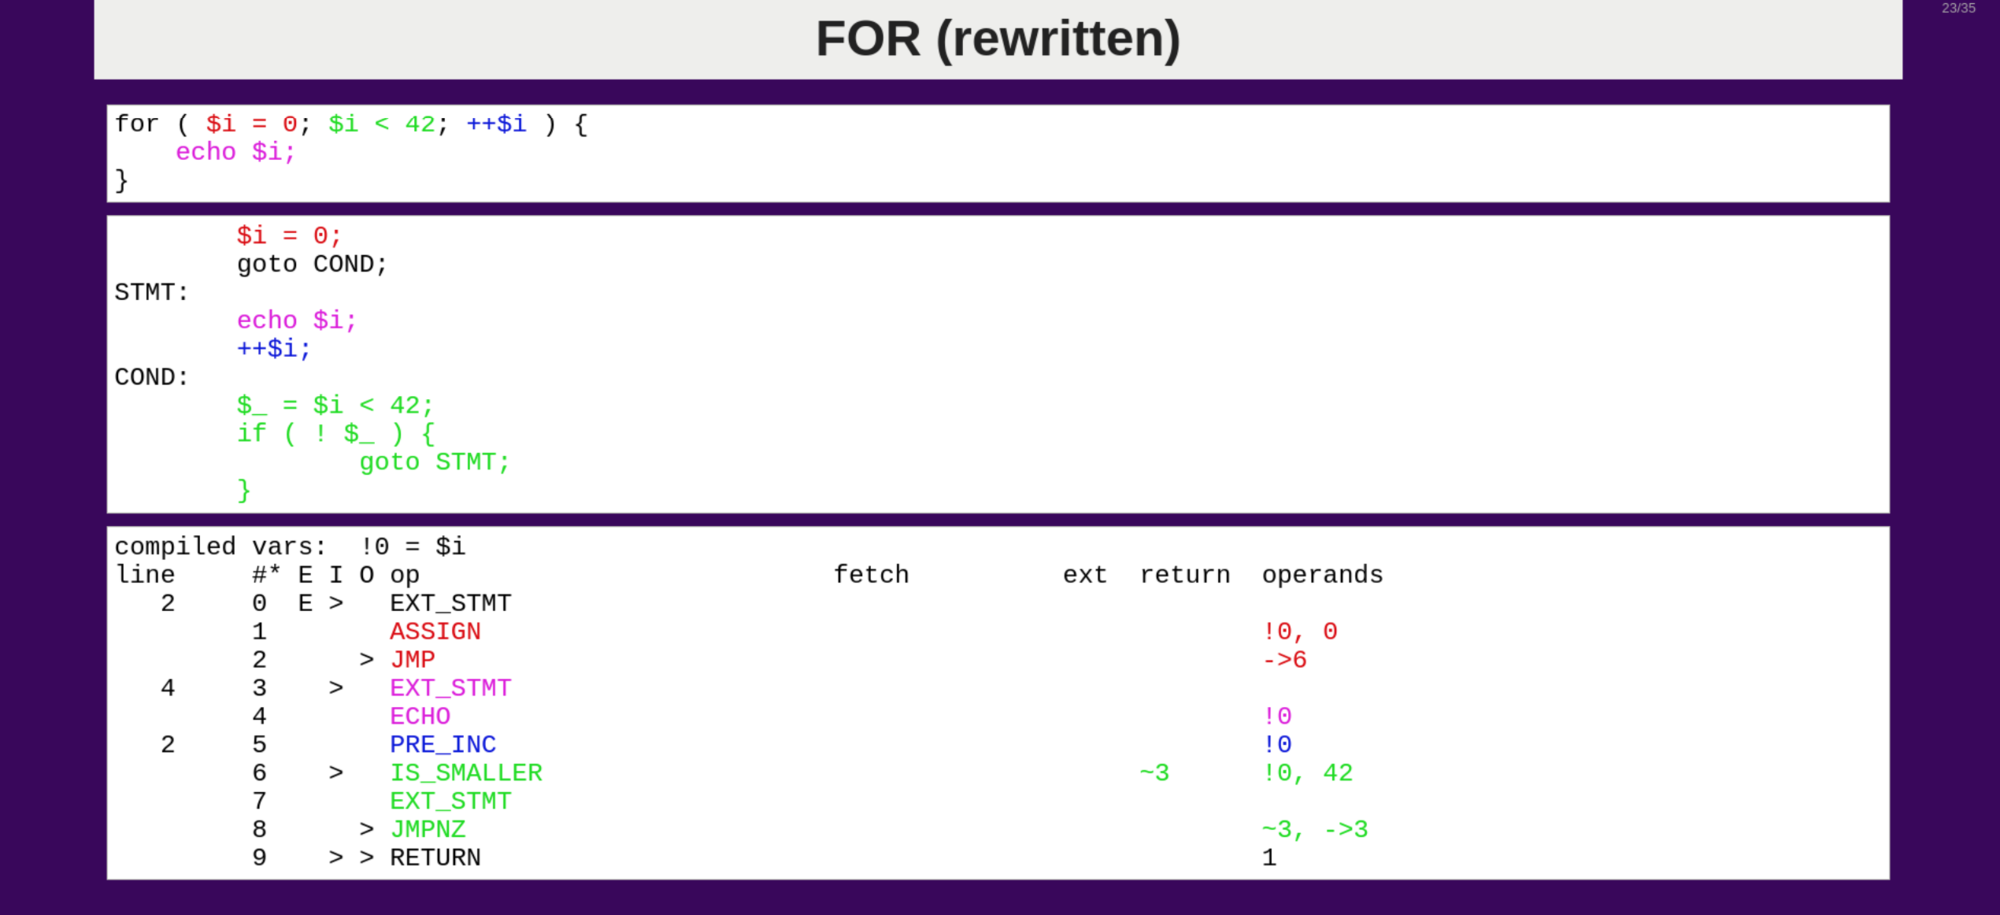 FOR (rewritten)
23/35
for ( $i = 0; $i < 42; ++$i ) {
    echo $i;
}
        $i = 0;
        goto COND;
STMT:
        echo $i;
        ++$i;
COND:
        $_ = $i < 42;
        if ( ! $_ ) {
                goto STMT;
        }
compiled vars:  !0 = $i
line     #* E I O op                           fetch          ext  return  operands
   2     0  E >   EXT_STMT
         1        ASSIGN                                                   !0, 0
         2      > JMP                                                      ->6
   4     3    >   EXT_STMT
         4        ECHO                                                     !0
   2     5        PRE_INC                                                  !0
         6    >   IS_SMALLER                                       ~3      !0, 42
         7        EXT_STMT
         8      > JMPNZ                                                    ~3, ->3
         9    > > RETURN                                                   1